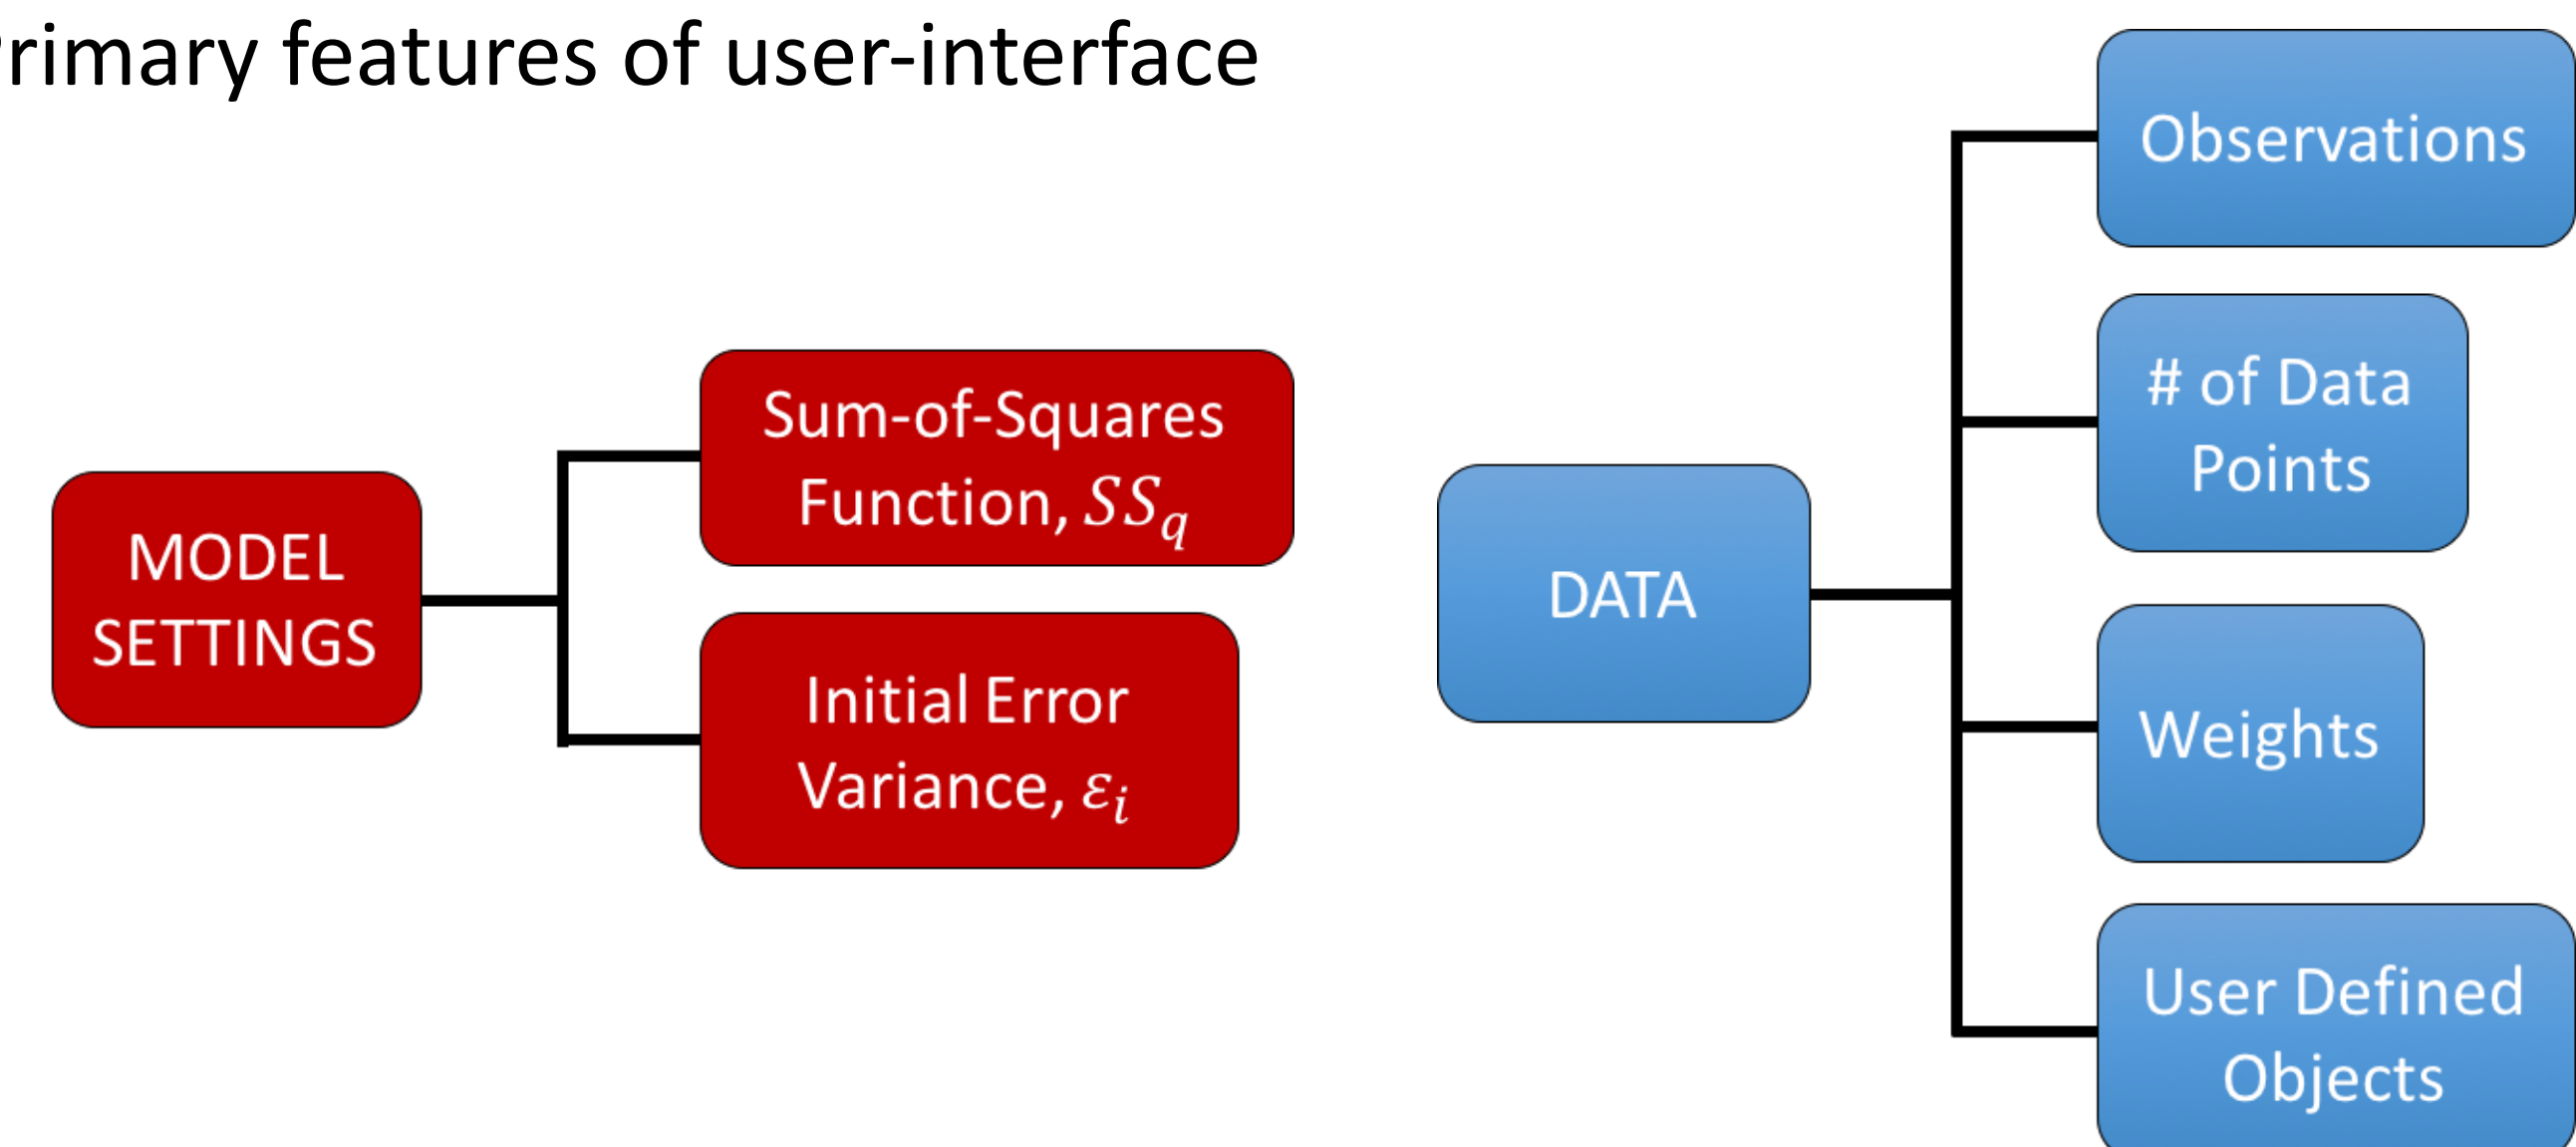 Primary features of user-interface
MODEL
SETTINGS
Sum-of-Squares
Function, SS_q
Initial Error
Variance, ε_i
DATA
Observations
# of Data
Points
Weights
User Defined
Objects